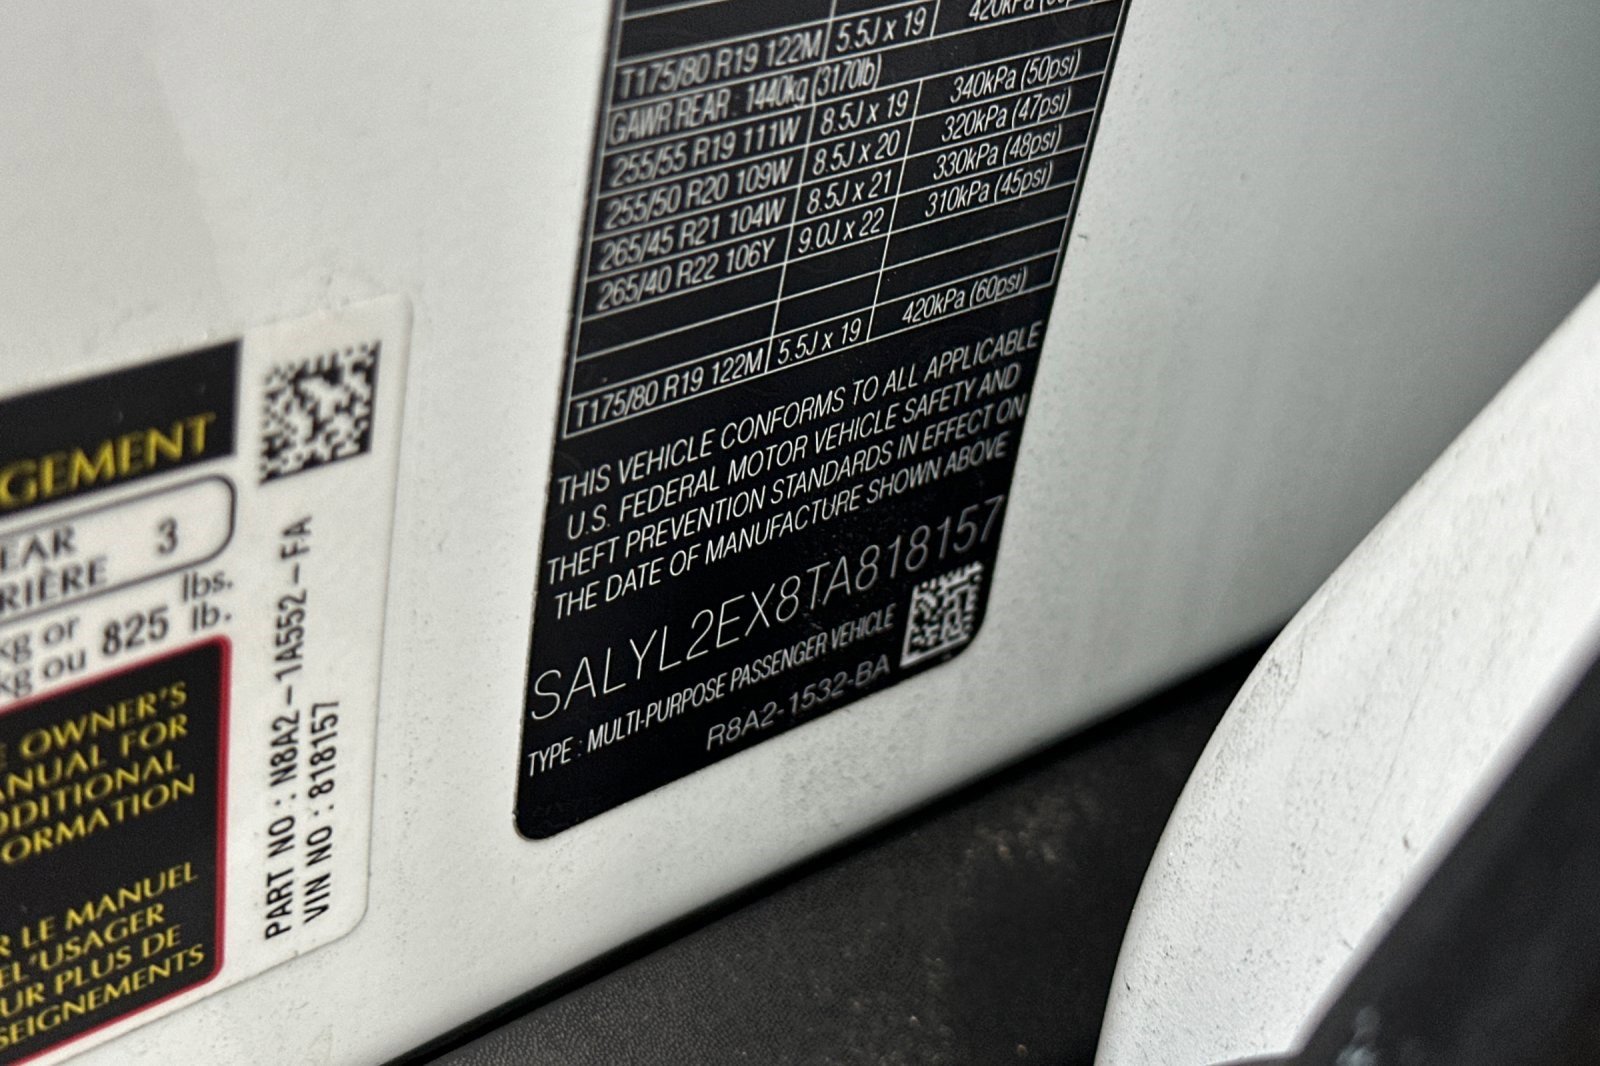 GEMENT
EAR 3
RIÈRE
kg or 825 lbs.
kg ou lb.
OWNER'S
ANUAL FOR
DDITIONAL
ORMATION
R LE MANUEL
EL'USAGER
UR PLUS DE
SEIGNEMENTS
PART NO : N8A2-1A552-FA
VIN NO : 818157
T175/80 R19 122M 5.5J x 19
GAWR REAR : 1440kg (3170lb)
255/55 R19 111W 8.5J x 19 340kPa (50psi)
255/50 R20 109W 8.5J x 20 320kPa (47psi)
265/45 R21 104W 8.5J x 21 330kPa (48psi)
265/40 R22 106Y 9.0J x 22 310kPa (45psi)
T175/80 R19 122M 5.5J x 19 420kPa (60psi)
THIS VEHICLE CONFORMS TO ALL APPLICABLE
U.S. FEDERAL MOTOR VEHICLE SAFETY AND
THEFT PREVENTION STANDARDS IN EFFECT ON
THE DATE OF MANUFACTURE SHOWN ABOVE
SALYL2EX8TA818157
TYPE : MULTI-PURPOSE PASSENGER VEHICLE
R8A2-1532-BA